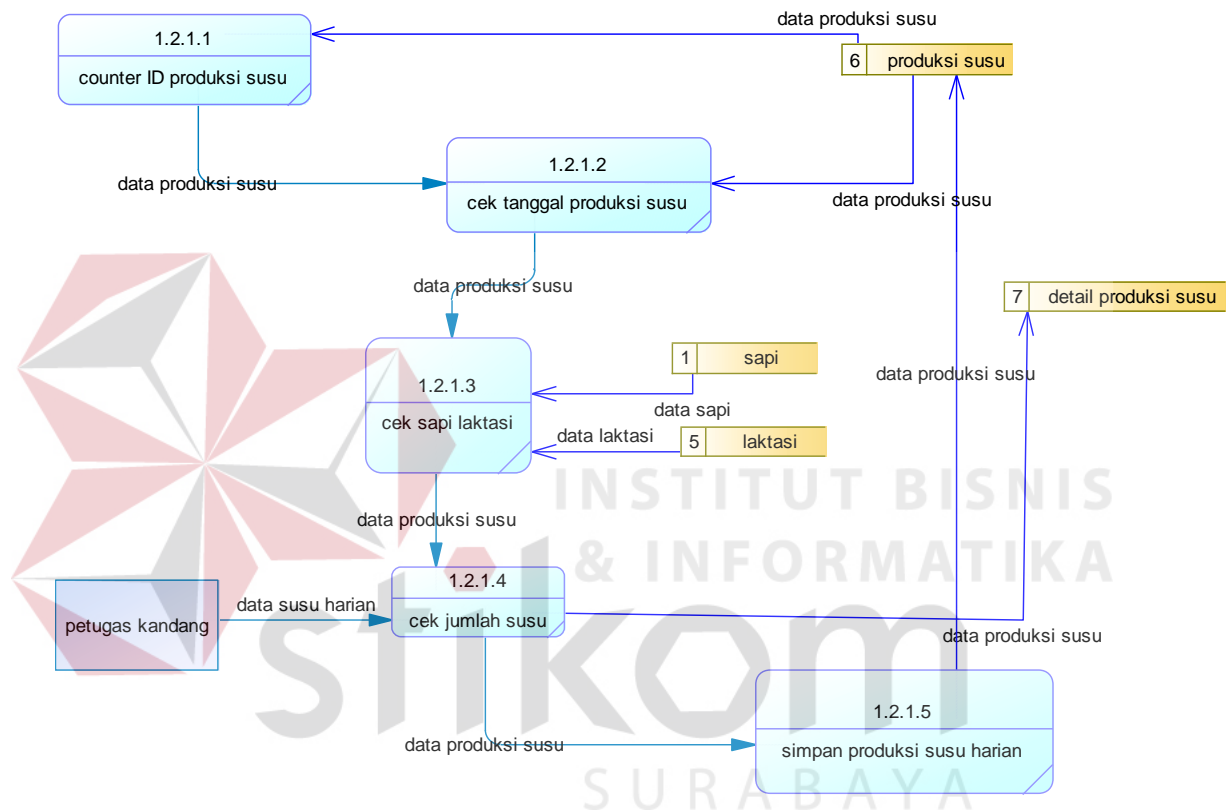 data produksi susu
1.2.1.1
counter ID produksi susu
6 produksi susu
data produksi susu
1.2.1.2
cek tanggal produksi susu
data produksi susu
data produksi susu
7 detail produksi susu
1.2.1.3
cek sapi laktasi
1 sapi
data sapi
data produksi susu
data laktasi
5 laktasi
INSTITUT BISNIS
& INFORMATIKA
data produksi susu
petugas kandang
data susu harian
1.2.1.4
cek jumlah susu
data produksi susu
stikom
1.2.1.5
simpan produksi susu harian
data produksi susu
SURABAYA